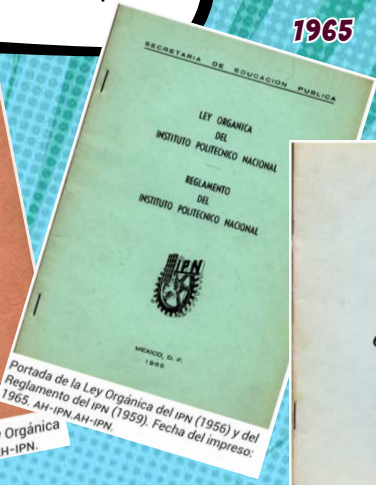 1965
SECRETARIA DE EDUCACION PUBLICA
LEY ORGANICA
DEL
INSTITUTO POLITECNICO NACIONAL
REGLAMENTO
DEL
INSTITUTO POLITECNICO NACIONAL
IPN
MEXICO, D. F.
1965
Portada de la Ley Orgánica del IPN (1956) y del
Reglamento del IPN (1959). Fecha del impreso:
1965. AH-IPN.AH-IPN.
Orgánica
H-IPN.